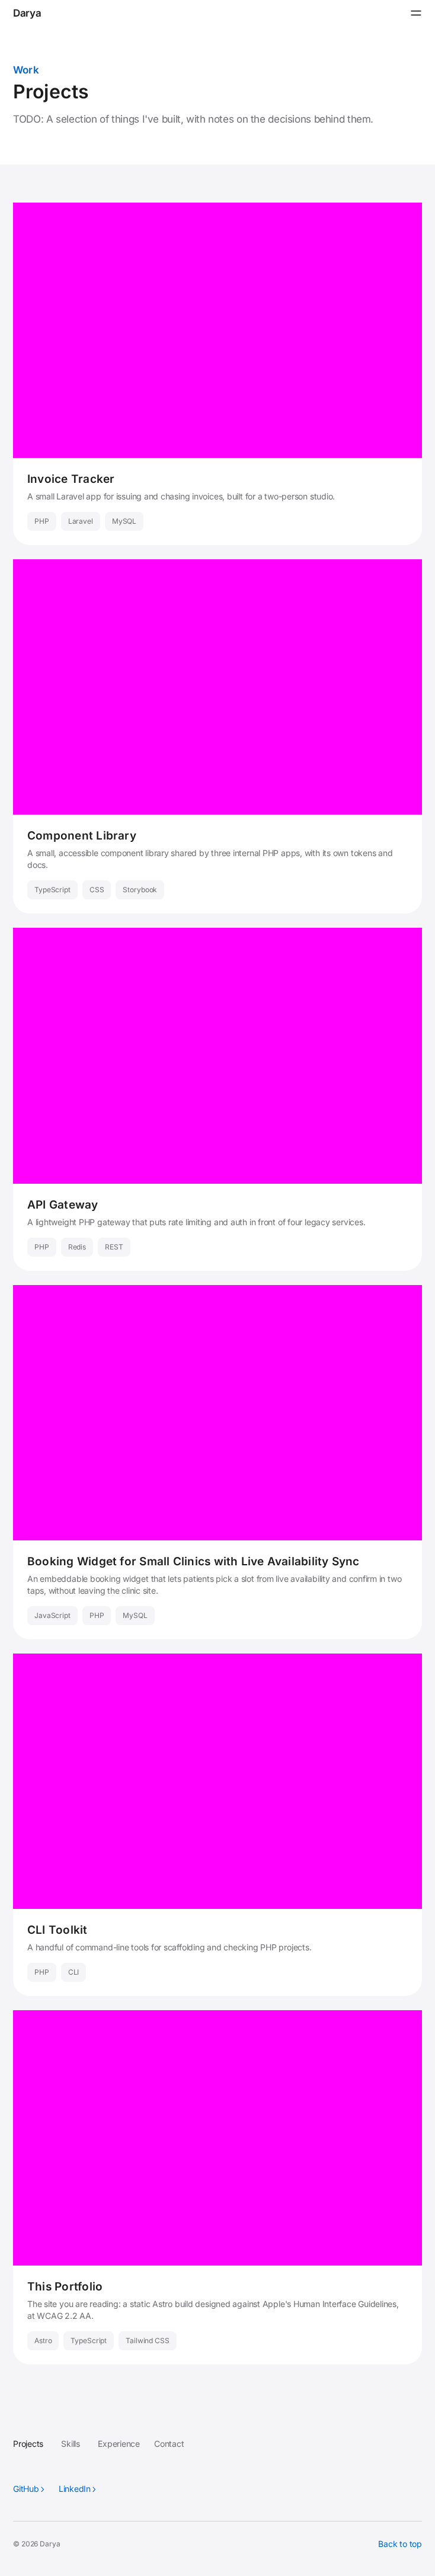 Darya
Work
Projects
TODO: A selection of things I've built, with notes on the decisions behind them.
Invoice Tracker
A small Laravel app for issuing and chasing invoices, built for a two-person studio.
PHP Laravel MySQL
Component Library
A small, accessible component library shared by three internal PHP apps, with its own tokens and
docs.
TypeScript CSS Storybook
API Gateway
A lightweight PHP gateway that puts rate limiting and auth in front of four legacy services.
PHP Redis REST
Booking Widget for Small Clinics with Live Availability Sync
An embeddable booking widget that lets patients pick a slot from live availability and confirm in two
taps, without leaving the clinic site.
JavaScript PHP MySQL
CLI Toolkit
A handful of command-line tools for scaffolding and checking PHP projects.
PHP CLI
This Portfolio
The site you are reading: a static Astro build designed against Apple's Human Interface Guidelines,
at WCAG 2.2 AA.
Astro TypeScript Tailwind CSS
Projects Skills Experience Contact
GitHub › LinkedIn ›
© 2026 Darya Back to top